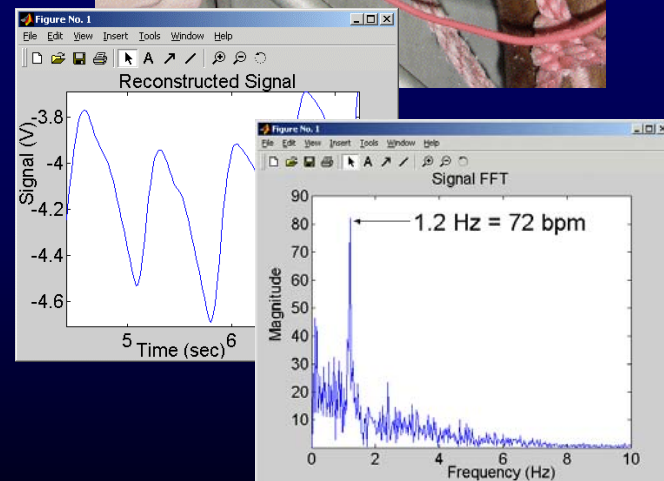 Figure No. 1
File Edit View Insert Tools Window Help
A
Reconstructed Signal
Signal (V)
-3.8
-4
-4.2
-4.4
-4.6
5 6
Time (sec)
Figure No. 1
File Edit View Insert Tools Window Help
A
Signal FFT
Magnitude
90
80
70
60
50
40
30
20
10
1.2 Hz = 72 bpm
0 2 4 6 8 10
Frequency (Hz)